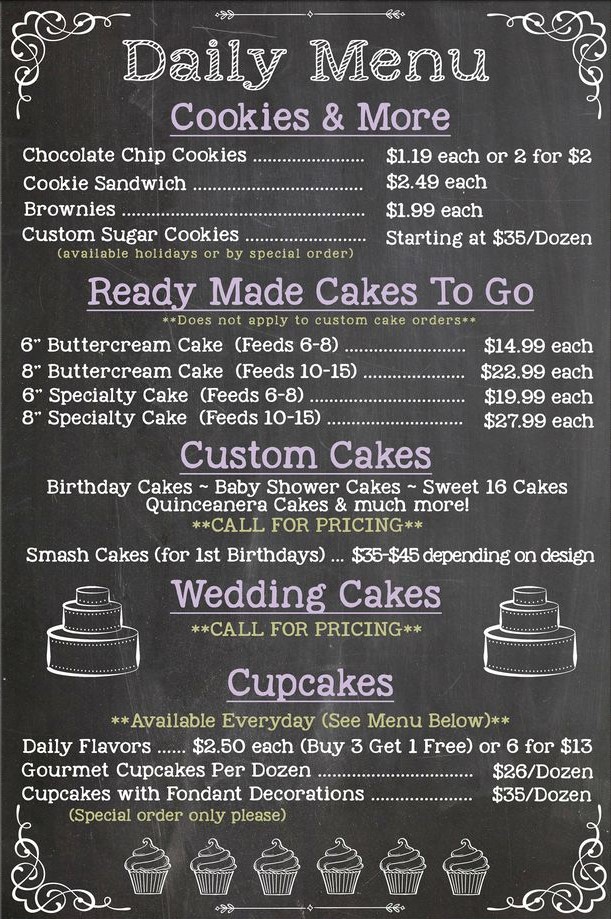 Daily Menu
Cookies & More
Chocolate Chip Cookies ...................... $1.19 each or 2 for $2
Cookie Sandwich .................................. $2.49 each
Brownies ................................................ $1.99 each
Custom Sugar Cookies ........................ Starting at $35/Dozen
(available holidays or by special order)
Ready Made Cakes To Go
**Does not apply to custom cake orders**
6" Buttercream Cake (Feeds 6-8) ........................ $14.99 each
8" Buttercream Cake (Feeds 10-15) .................... $22.99 each
6" Specialty Cake (Feeds 6-8) ............................... $19.99 each
8" Specialty Cake (Feeds 10-15) ........................... $27.99 each
Custom Cakes
Birthday Cakes ~ Baby Shower Cakes ~ Sweet 16 Cakes
Quinceanera Cakes & much more!
**CALL FOR PRICING**
Smash Cakes (for 1st Birthdays) ... $35-$45 depending on design
Wedding Cakes
**CALL FOR PRICING**
Cupcakes
**Available Everyday (See Menu Below)**
Daily Flavors ...... $2.50 each (Buy 3 Get 1 Free) or 6 for $13
Gourmet Cupcakes Per Dozen ............................... $26/Dozen
Cupcakes with Fondant Decorations .................... $35/Dozen
(Special order only please)